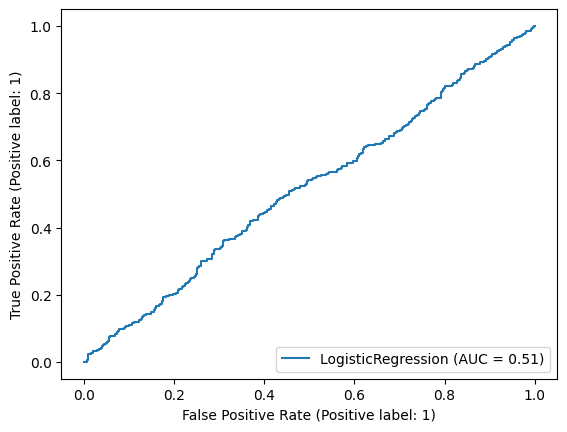 True Positive Rate (Positive label: 1)
1.0
0.8
0.6
0.4
0.2
0.0
LogisticRegression (AUC = 0.51)
0.0 0.2 0.4 0.6 0.8 1.0
False Positive Rate (Positive label: 1)